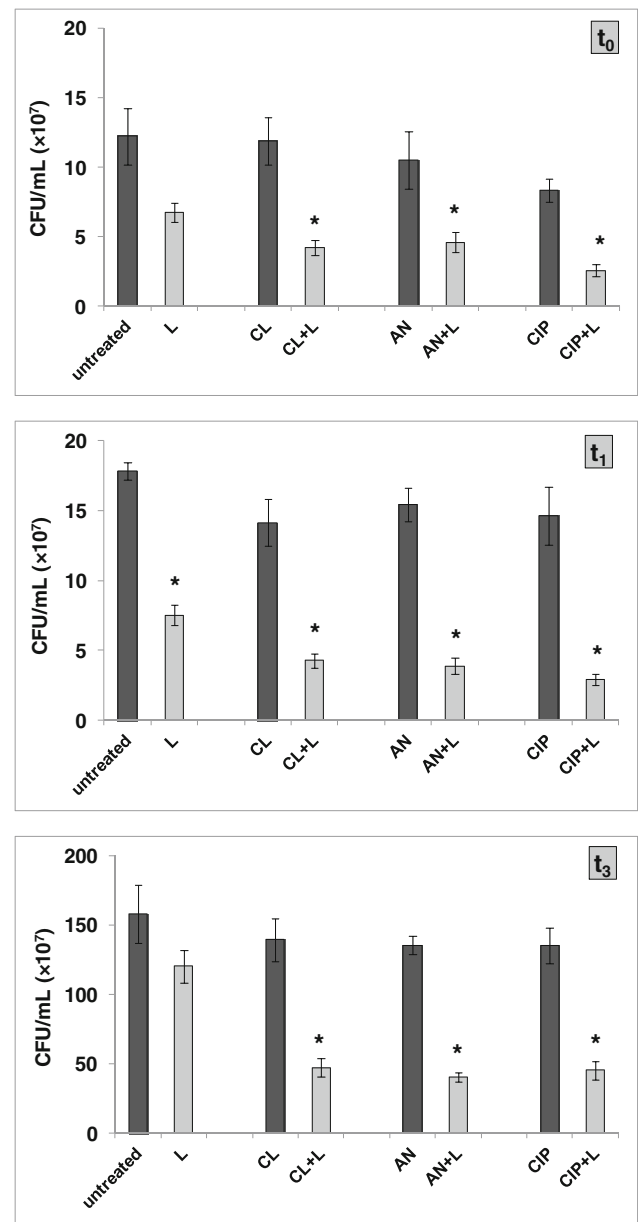 t0
20
15
10
5
0
CFU/mL (×10⁷)
* * *
untreated L CL CL+L AN AN+L CIP CIP+L
t1
20
15
10
5
0
CFU/mL (×10⁷)
* * * *
untreated L CL CL+L AN AN+L CIP CIP+L
t3
200
150
100
50
0
CFU/mL (×10⁷)
* * *
untreated L CL CL+L AN AN+L CIP CIP+L